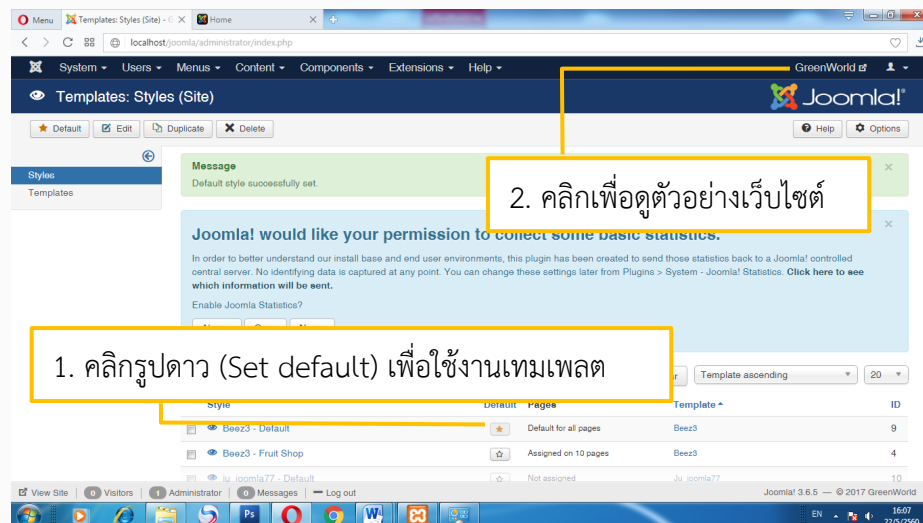 Menu
Templates: Styles (Site) -
Home
localhost/joomla/administrator/index.php
System Users Menus Content Components Extensions Help GreenWorld
Templates: Styles (Site)
Joomla!
Default Edit Duplicate Delete Help Options
Styles
Templates
Message
Default style successfully set.
2. คลิกเพื่อดูตัวอย่างเว็บไซต์
Joomla! would like your permission to collect some basic statistics.
In order to better understand our install base and end user environments, this plugin has been created to send those statistics back to a Joomla! controlled
central server. No identifying data is captured at any point. You can change these settings later from Plugins > System - Joomla! Statistics. Click here to see
which information will be sent.
Enable Joomla Statistics?
1. คลิกรูปดาว (Set default) เพื่อใช้งานเทมเพลต
Template ascending 20
Style Default Pages Template ID
Beez3 - Default Default for all pages Beez3 9
Beez3 - Fruit Shop Assigned on 10 pages Beez3 4
ju_joomla77 - Default Not assigned Ju_joomla77 10
View Site 0 Visitors 1 Administrator 0 Messages Log out Joomla! 3.6.5 — © 2017 GreenWorld
Ps W EN 16:07
22/5/2560